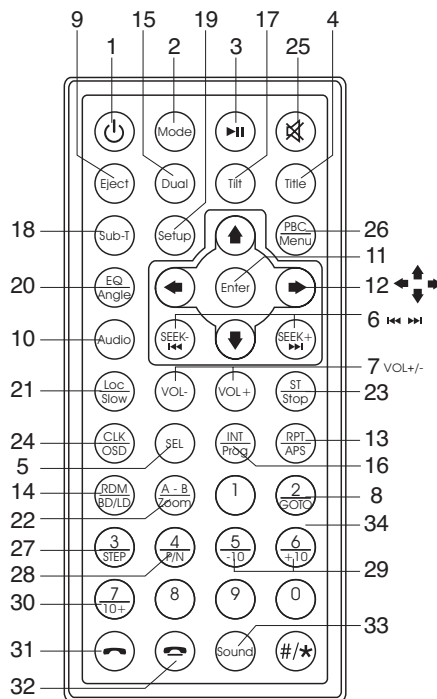 9 15 19 17 4
1 2 3 25
Mode
Eject Dual Tilt Title
18 Sub-T Setup PBC Menu 26
11
20 EQ Angle Enter 12
10 Audio SEEK- SEEK+ 6
7 VOL+/-
21 Loc Slow VOL- VOL+ ST Stop 23
24 CLK OSD SEL INT Prog RPT APS 13
5 16
14 RDM BD/LD A - B Zoom 1 2 GOTO 8
22 34
27 3 STEP 4 P/N 5 -10 6 +10
28 29
30 7 10+ 8 9 0
33
31 Sound #/*
32